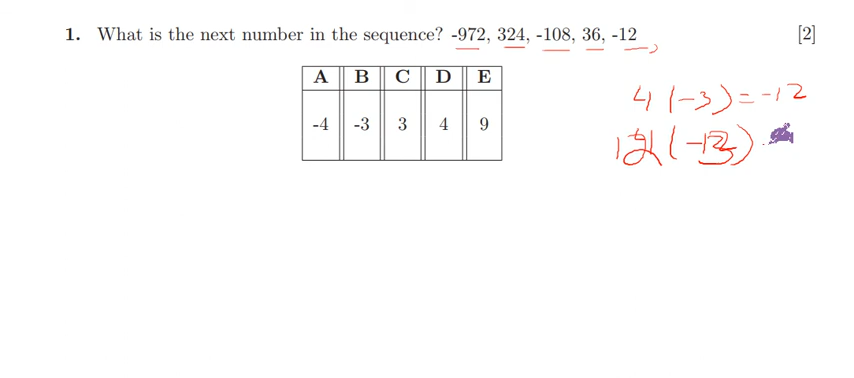 1. What is the next number in the sequence? -972, 324, -108, 36, -12 [2]
A B C D E
-4 -3 3 4 9
4(-3)=-12